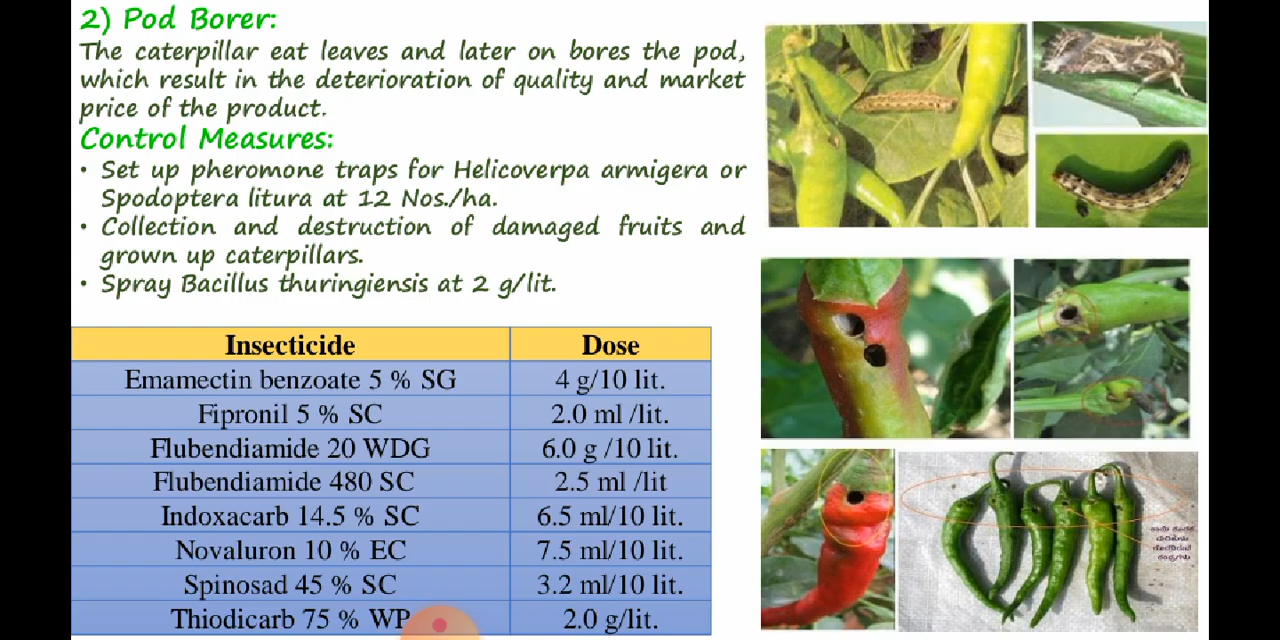 2) Pod Borer:
The caterpillar eat leaves and later on bores the pod,
which result in the deterioration of quality and market
price of the product.
Control Measures:
• Set up pheromone traps for Helicoverpa armigera or
Spodoptera litura at 12 Nos./ha.
• Collection and destruction of damaged fruits and
grown up caterpillars.
• Spray Bacillus thuringiensis at 2 g/lit.
Insecticide Dose
Emamectin benzoate 5 % SG 4 g/10 lit.
Fipronil 5 % SC 2.0 ml /lit.
Flubendiamide 20 WDG 6.0 g /10 lit.
Flubendiamide 480 SC 2.5 ml /lit
Indoxacarb 14.5 % SC 6.5 ml/10 lit.
Novaluron 10 % EC 7.5 ml/10 lit.
Spinosad 45 % SC 3.2 ml/10 lit.
Thiodicarb 75 % WP 2.0 g/lit.